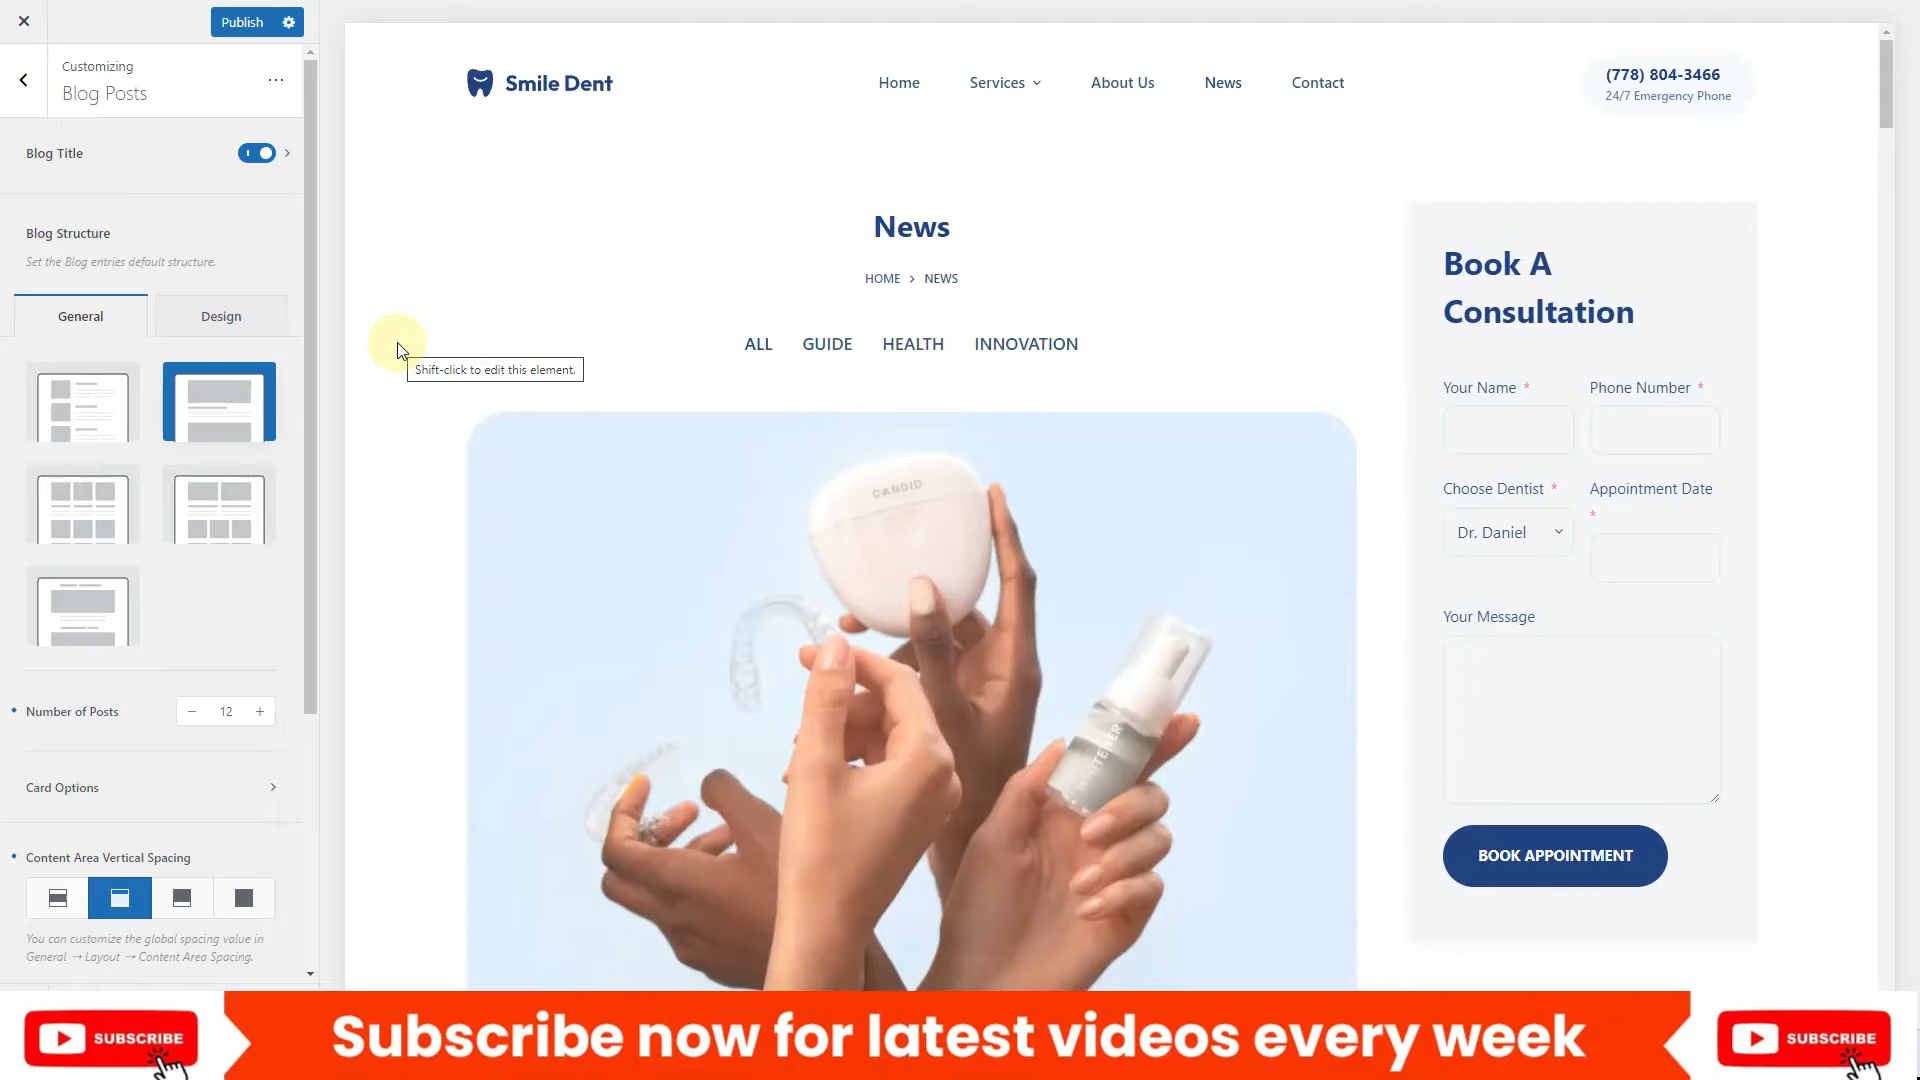 Publish
Customizing
Blog Posts
Blog Title
Blog Structure
Set the Blog entries default structure.
General
Design
Number of Posts
12
Card Options
Content Area Vertical Spacing
You can customize the global spacing value in
General → Layout → Content Area Spacing.
Smile Dent
Home
Services
About Us
News
Contact
(778) 804-3466
24/7 Emergency Phone
News
HOME > NEWS
ALL
GUIDE
HEALTH
INNOVATION
Shift-click to edit this element.
CANDID
Book A
Consultation
Your Name *
Phone Number *
Choose Dentist *
Appointment Date
*
Dr. Daniel
Your Message
BOOK APPOINTMENT
SUBSCRIBE
Subscribe now for latest videos every week
SUBSCRIBE